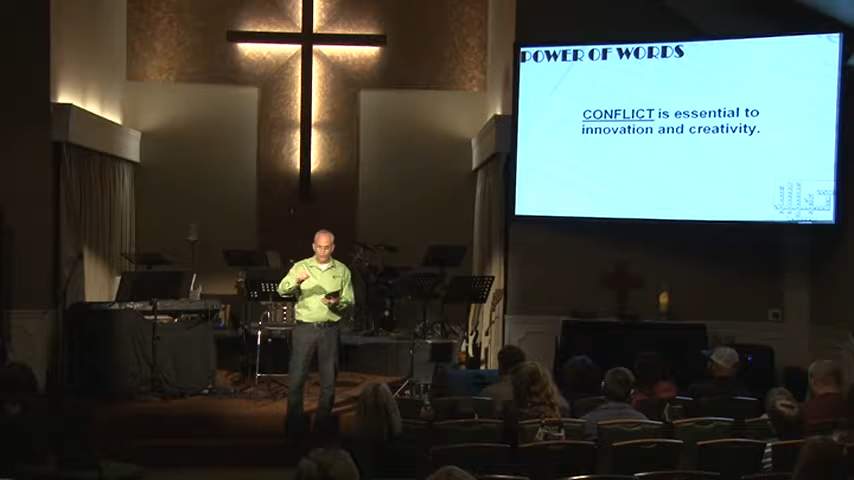 POWER OF WORDS
CONFLICT is essential to
innovation and creativity.